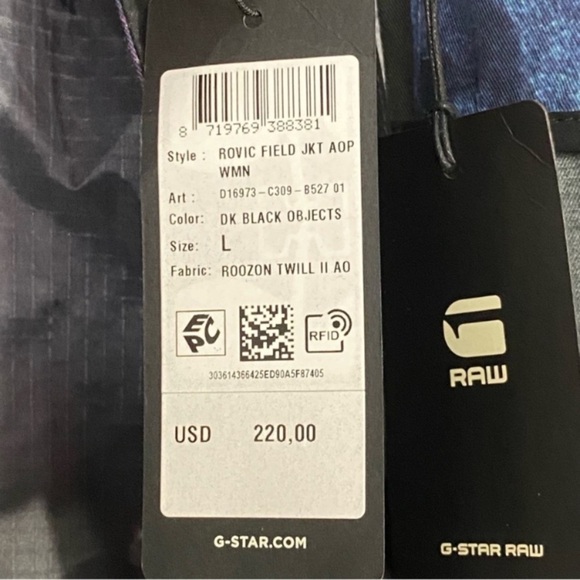 8 719769 388381
Style : ROVIC FIELD JKT AOP
WMN
Art : D16973-C309-B527 01
Color: DK BLACK OBJECTS
Size: L
Fabric: ROOZON TWILL II AO
EPC
RFID
303614366425ED90A5F87405
USD 220,00
G-STAR.COM
G
RAW
G-STAR RAW